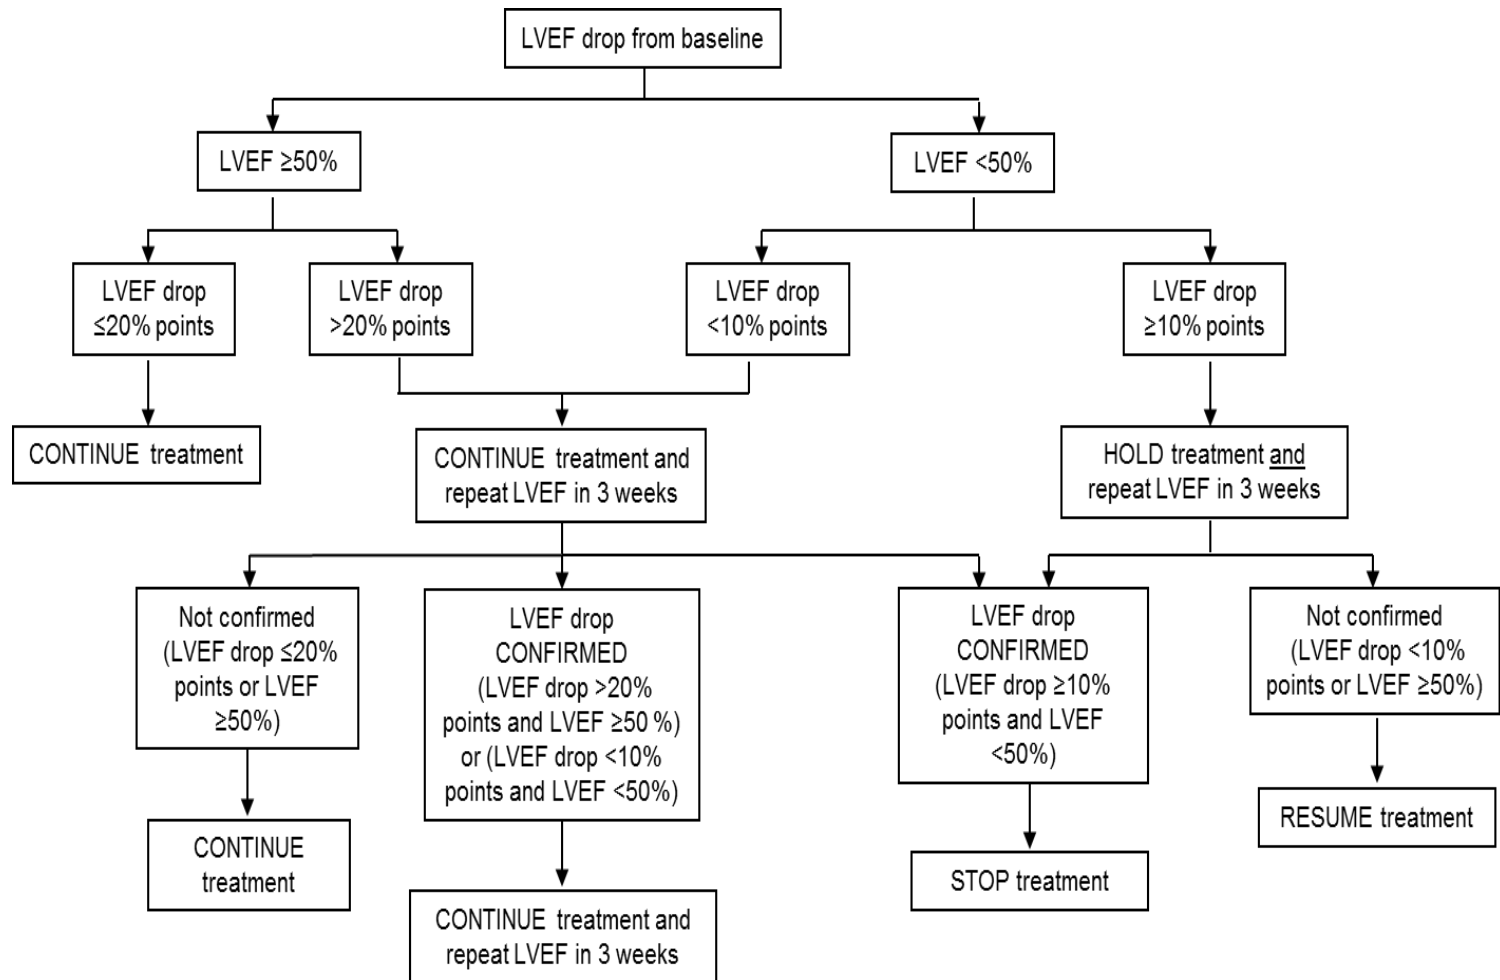 LVEF drop from baseline
LVEF ≥50%
LVEF <50%
LVEF drop
≤20% points
LVEF drop
>20% points
LVEF drop
<10% points
LVEF drop
≥10% points
CONTINUE treatment
CONTINUE treatment and
repeat LVEF in 3 weeks
HOLD treatment and
repeat LVEF in 3 weeks
Not confirmed
(LVEF drop ≤20%
points or LVEF
≥50%)
LVEF drop
CONFIRMED
(LVEF drop >20%
points and LVEF ≥50 %)
or (LVEF drop <10%
points and LVEF <50%)
LVEF drop
CONFIRMED
(LVEF drop ≥10%
points and LVEF
<50%)
Not confirmed
(LVEF drop <10%
points or LVEF ≥50%)
CONTINUE
treatment
CONTINUE treatment and
repeat LVEF in 3 weeks
STOP treatment
RESUME treatment